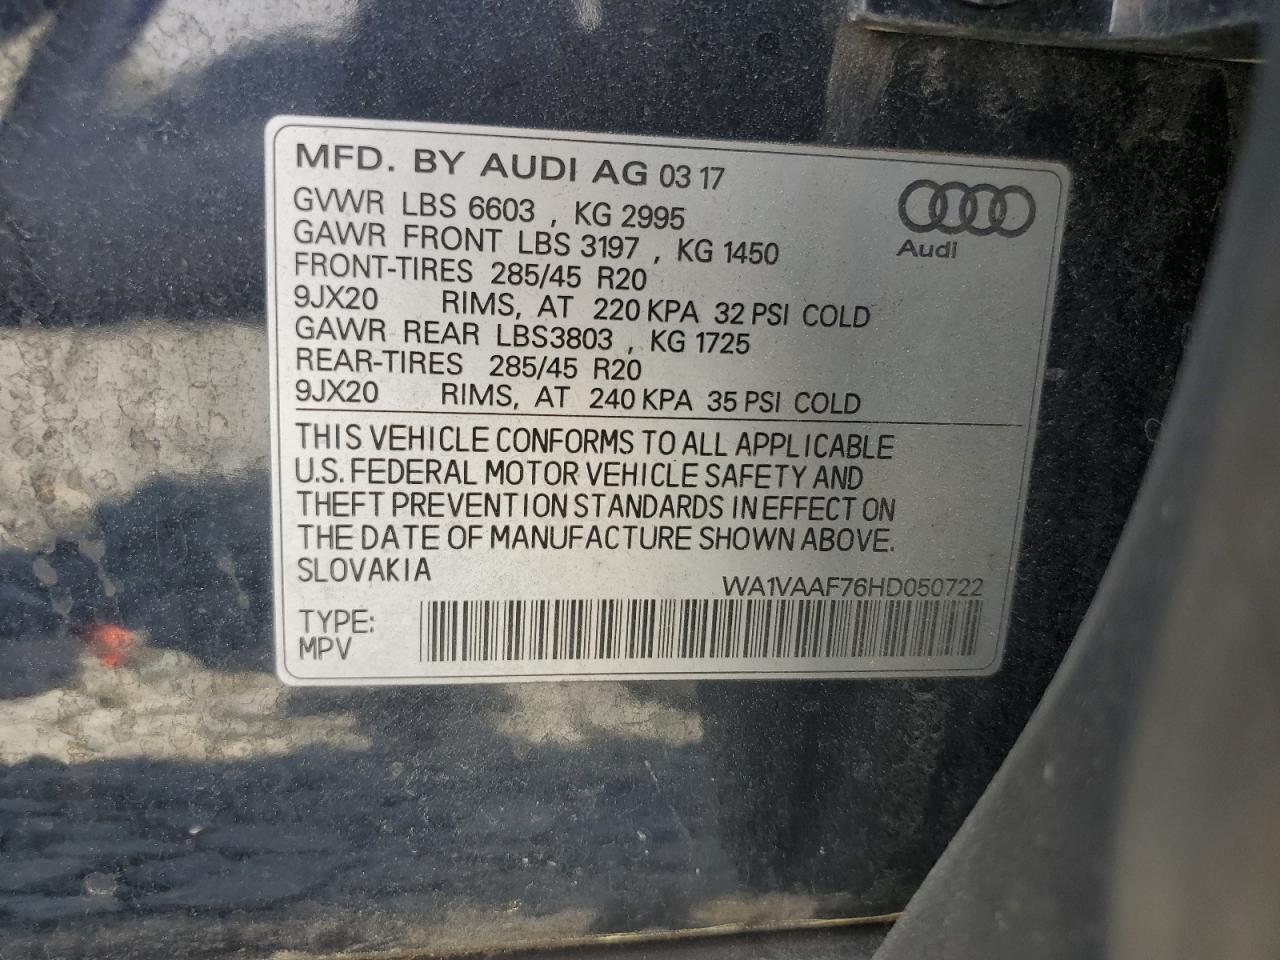 MFD. BY AUDI AG 03 17
GVWR LBS 6603 , KG 2995
GAWR FRONT LBS 3197 , KG 1450
FRONT-TIRES 285/45 R20
9JX20 RIMS, AT 220 KPA 32 PSI COLD
GAWR REAR LBS3803 , KG 1725
REAR-TIRES 285/45 R20
9JX20 RIMS, AT 240 KPA 35 PSI COLD
Audi
THIS VEHICLE CONFORMS TO ALL APPLICABLE
U.S. FEDERAL MOTOR VEHICLE SAFETY AND
THEFT PREVENTION STANDARDS IN EFFECT ON
THE DATE OF MANUFACTURE SHOWN ABOVE.
SLOVAKIA
WA1VAAF76HD050722
TYPE:
MPV